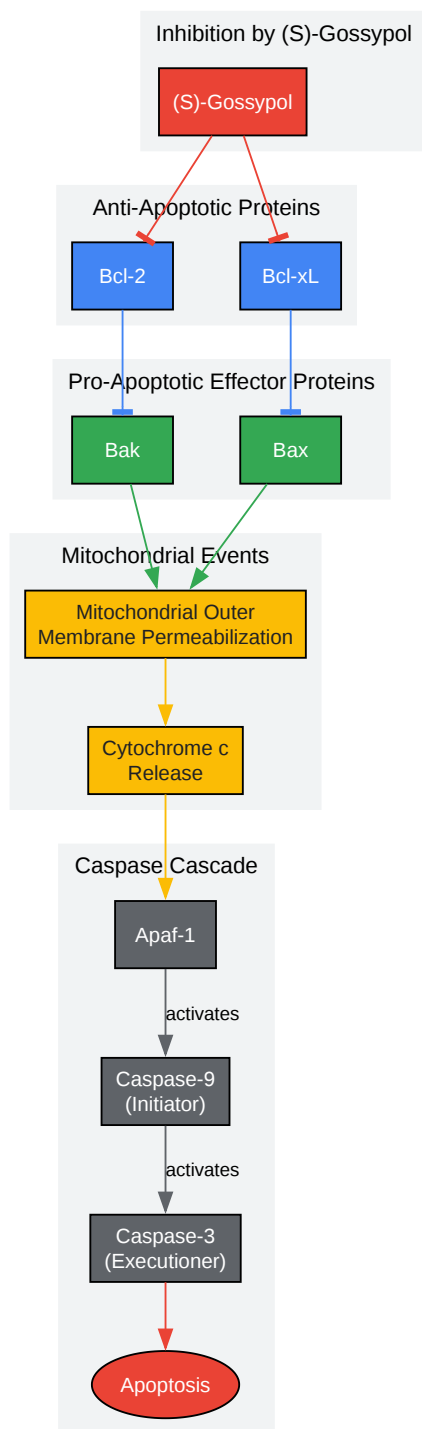 Inhibition by (S)-Gossypol
(S)-Gossypol
Anti-Apoptotic Proteins
Bcl-2
Bcl-xL
Pro-Apoptotic Effector Proteins
Bak
Bax
Mitochondrial Events
Mitochondrial Outer
Membrane Permeabilization
Cytochrome c
Release
Caspase Cascade
Apaf-1
activates
Caspase-9
(Initiator)
activates
Caspase-3
(Executioner)
Apoptosis